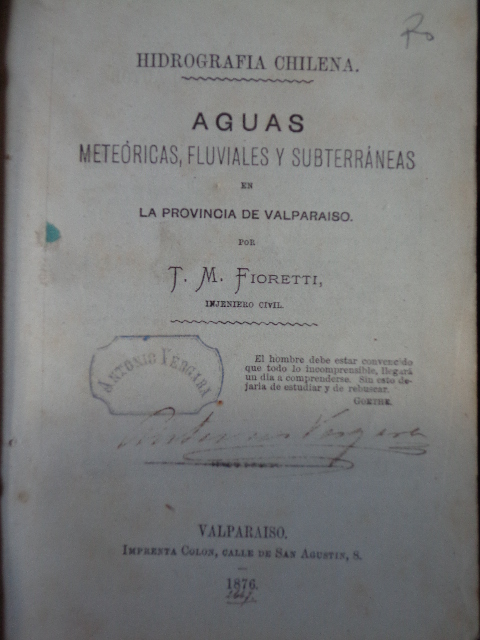 HIDROGRAFIA CHILENA.
AGUAS
METEÓRICAS, FLUVIALES Y SUBTERRÁNEAS
EN
LA PROVINCIA DE VALPARAISO.
POR
T. M. FIORETTI,
INJENIERO CIVIL.
ANTONIO VERGARA
El hombre debe estar convencido
que todo lo incomprensible, llegará
un dia a comprenderse. Sin esto de-
jaria de estudiar y de rebuscar.
GOETHE.
Antonio Vergara
VALPARAISO.
IMPRENTA COLON, CALLE DE SAN AGUSTIN, 8.
1876.